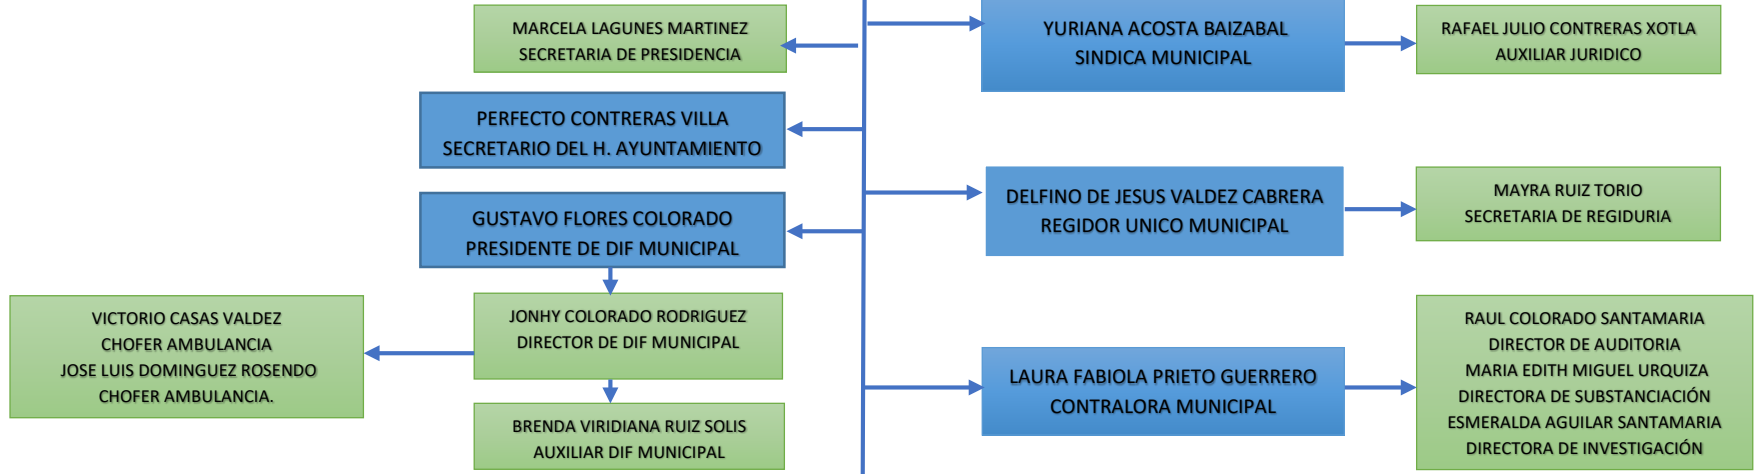 MARCELA LAGUNES MARTINEZ
SECRETARIA DE PRESIDENCIA
YURIANA ACOSTA BAIZABAL
SINDICA MUNICIPAL
RAFAEL JULIO CONTRERAS XOTLA
AUXILIAR JURIDICO
PERFECTO CONTRERAS VILLA
SECRETARIO DEL H. AYUNTAMIENTO
DELFINO DE JESUS VALDEZ CABRERA
REGIDOR UNICO MUNICIPAL
MAYRA RUIZ TORIO
SECRETARIA DE REGIDURIA
GUSTAVO FLORES COLORADO
PRESIDENTE DE DIF MUNICIPAL
VICTORIO CASAS VALDEZ
CHOFER AMBULANCIA
JOSE LUIS DOMINGUEZ ROSENDO
CHOFER AMBULANCIA.
JONHY COLORADO RODRIGUEZ
DIRECTOR DE DIF MUNICIPAL
BRENDA VIRIDIANA RUIZ SOLIS
AUXILIAR DIF MUNICIPAL
LAURA FABIOLA PRIETO GUERRERO
CONTRALORA MUNICIPAL
RAUL COLORADO SANTAMARIA
DIRECTOR DE AUDITORIA
MARIA EDITH MIGUEL URQUIZA
DIRECTORA DE SUBSTANCIACIÓN
ESMERALDA AGUILAR SANTAMARIA
DIRECTORA DE INVESTIGACIÓN